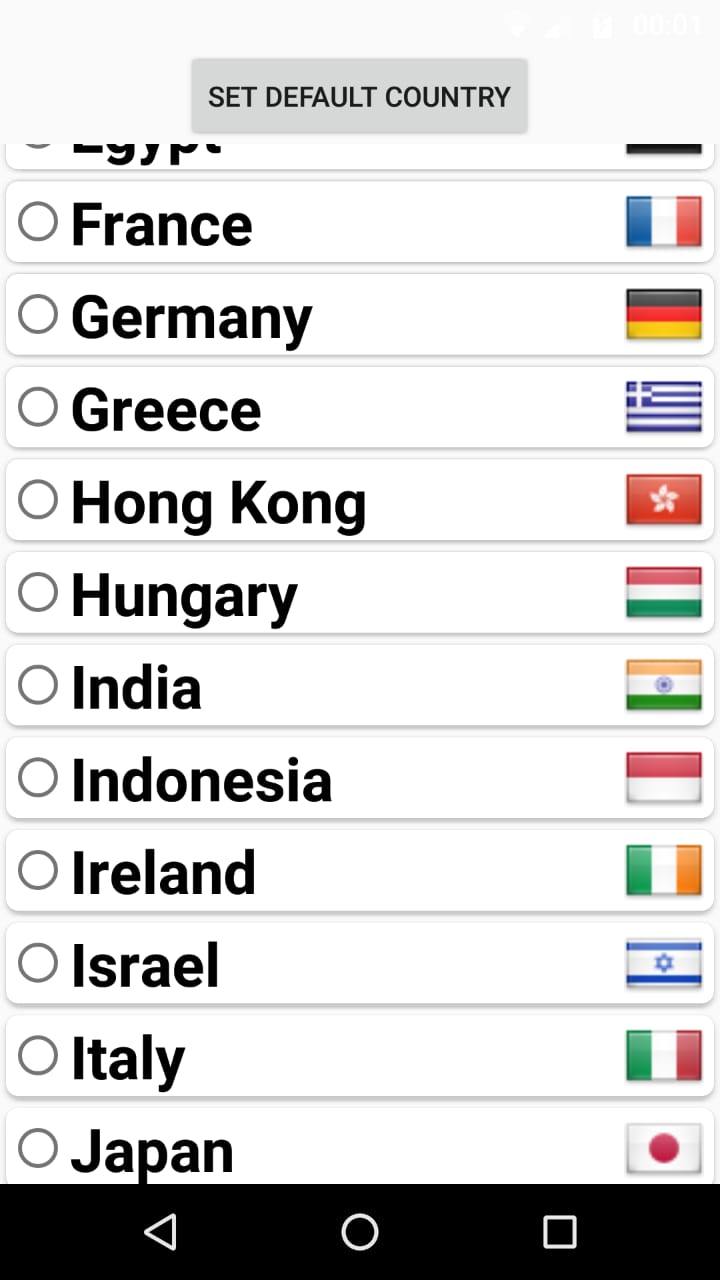 00:01
SET DEFAULT COUNTRY
Egypt
France
Germany
Greece
Hong Kong
Hungary
India
Indonesia
Ireland
Israel
Italy
Japan